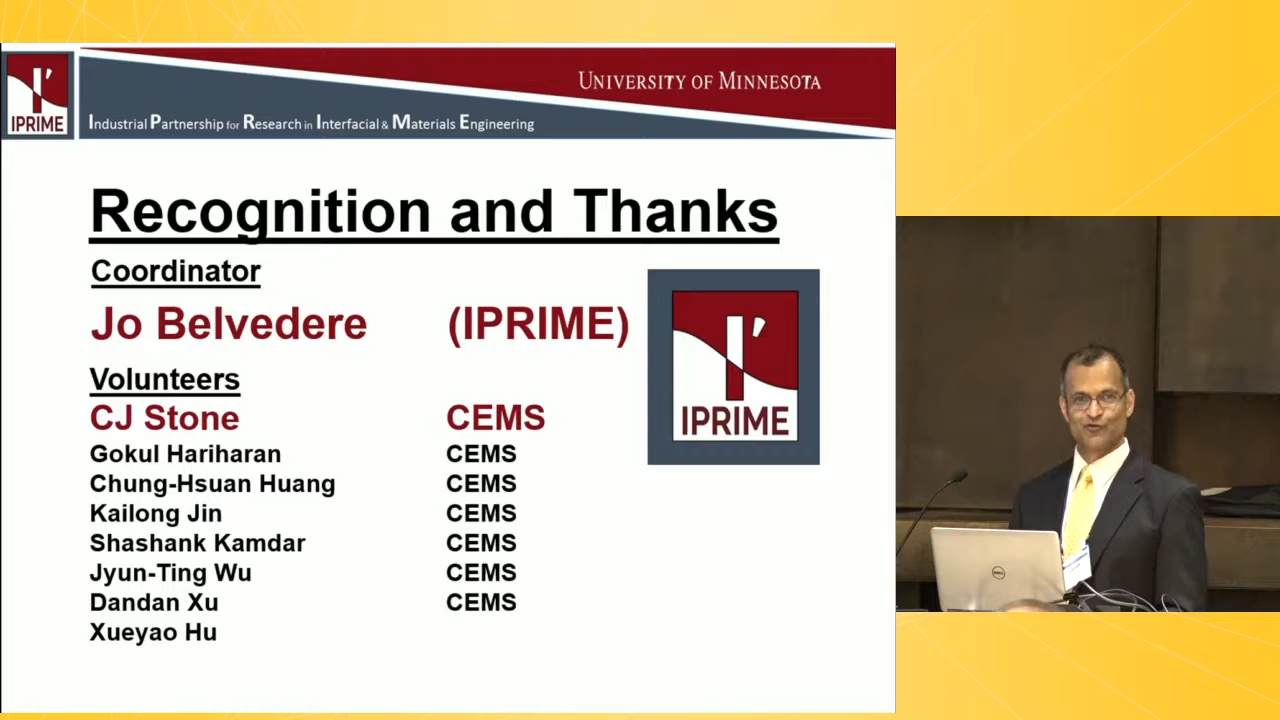 UNIVERSITY OF MINNESOTA
IPRIME
Industrial Partnership for Research in Interfacial & Materials Engineering
Recognition and Thanks
Coordinator
Jo Belvedere (IPRIME)
Volunteers
CJ Stone CEMS
Gokul Hariharan CEMS
Chung-Hsuan Huang CEMS
Kailong Jin CEMS
Shashank Kamdar CEMS
Jyun-Ting Wu CEMS
Dandan Xu CEMS
Xueyao Hu
I'
IPRIME
DELL